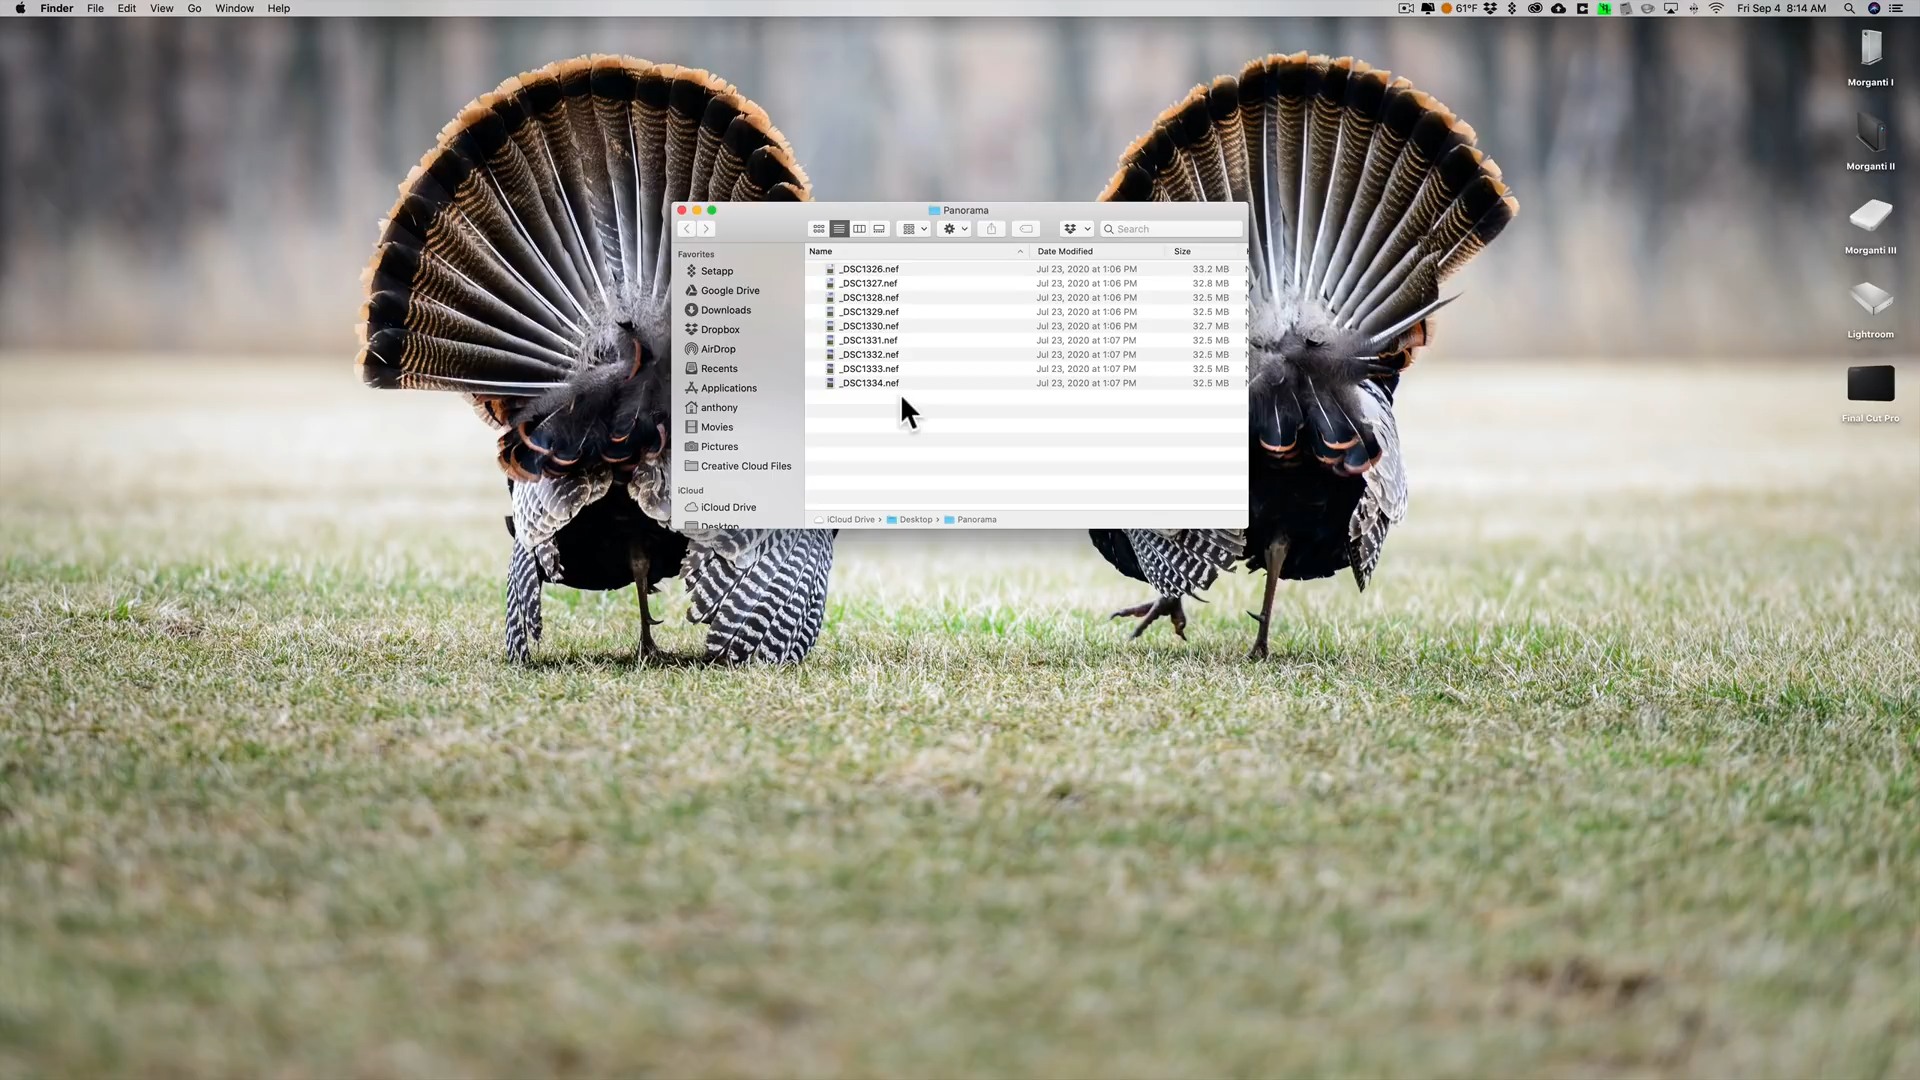 Finder File Edit View Go Window Help 61°F Fri Sep 4 8:14 AM
Morganti I
Morganti II
Morganti III
Lightroom
Final Cut Pro
Panorama
Search
Favorites
Setapp
Google Drive
Downloads
Dropbox
AirDrop
Recents
Applications
anthony
Movies
Pictures
Creative Cloud Files
iCloud
iCloud Drive
Desktop
Name Date Modified Size
_DSC1326.nef Jul 23, 2020 at 1:06 PM 33.2 MB
_DSC1327.nef Jul 23, 2020 at 1:06 PM 32.8 MB
_DSC1328.nef Jul 23, 2020 at 1:06 PM 32.5 MB
_DSC1329.nef Jul 23, 2020 at 1:06 PM 32.5 MB
_DSC1330.nef Jul 23, 2020 at 1:06 PM 32.7 MB
_DSC1331.nef Jul 23, 2020 at 1:07 PM 32.5 MB
_DSC1332.nef Jul 23, 2020 at 1:07 PM 32.5 MB
_DSC1333.nef Jul 23, 2020 at 1:07 PM 32.5 MB
_DSC1334.nef Jul 23, 2020 at 1:07 PM 32.5 MB
iCloud Drive › Desktop › Panorama